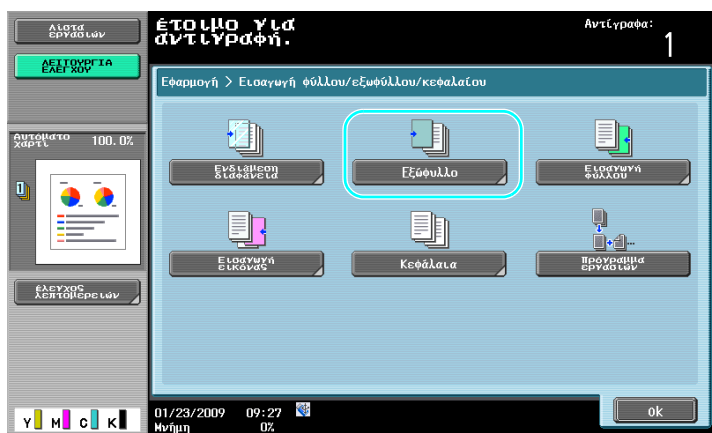 Λίστα
εργασιών
έτοιμο για
αντιγραφή.
Αντίγραφα:
1
ΛΕΙΤΟΥΡΓΙΑ
ΕΛΕΓΧΟΥ
Εφαρμογή > Εισαγωγή φύλλου/εξωφύλλου/κεφαλαίου
Αυτόματο
χαρτί
100.0%
Ενδιάμεση
διαφάνεια
Εξώφυλλο
Εισαγωγή
φύλλου
Εισαγωγή
εικόνας
Κεφάλαια
Πρόγραμμα
εργασιών
έλεγχος
λεπτομερειών
Y M C K
01/23/2009 09:27
Μνήμη 0%
ok